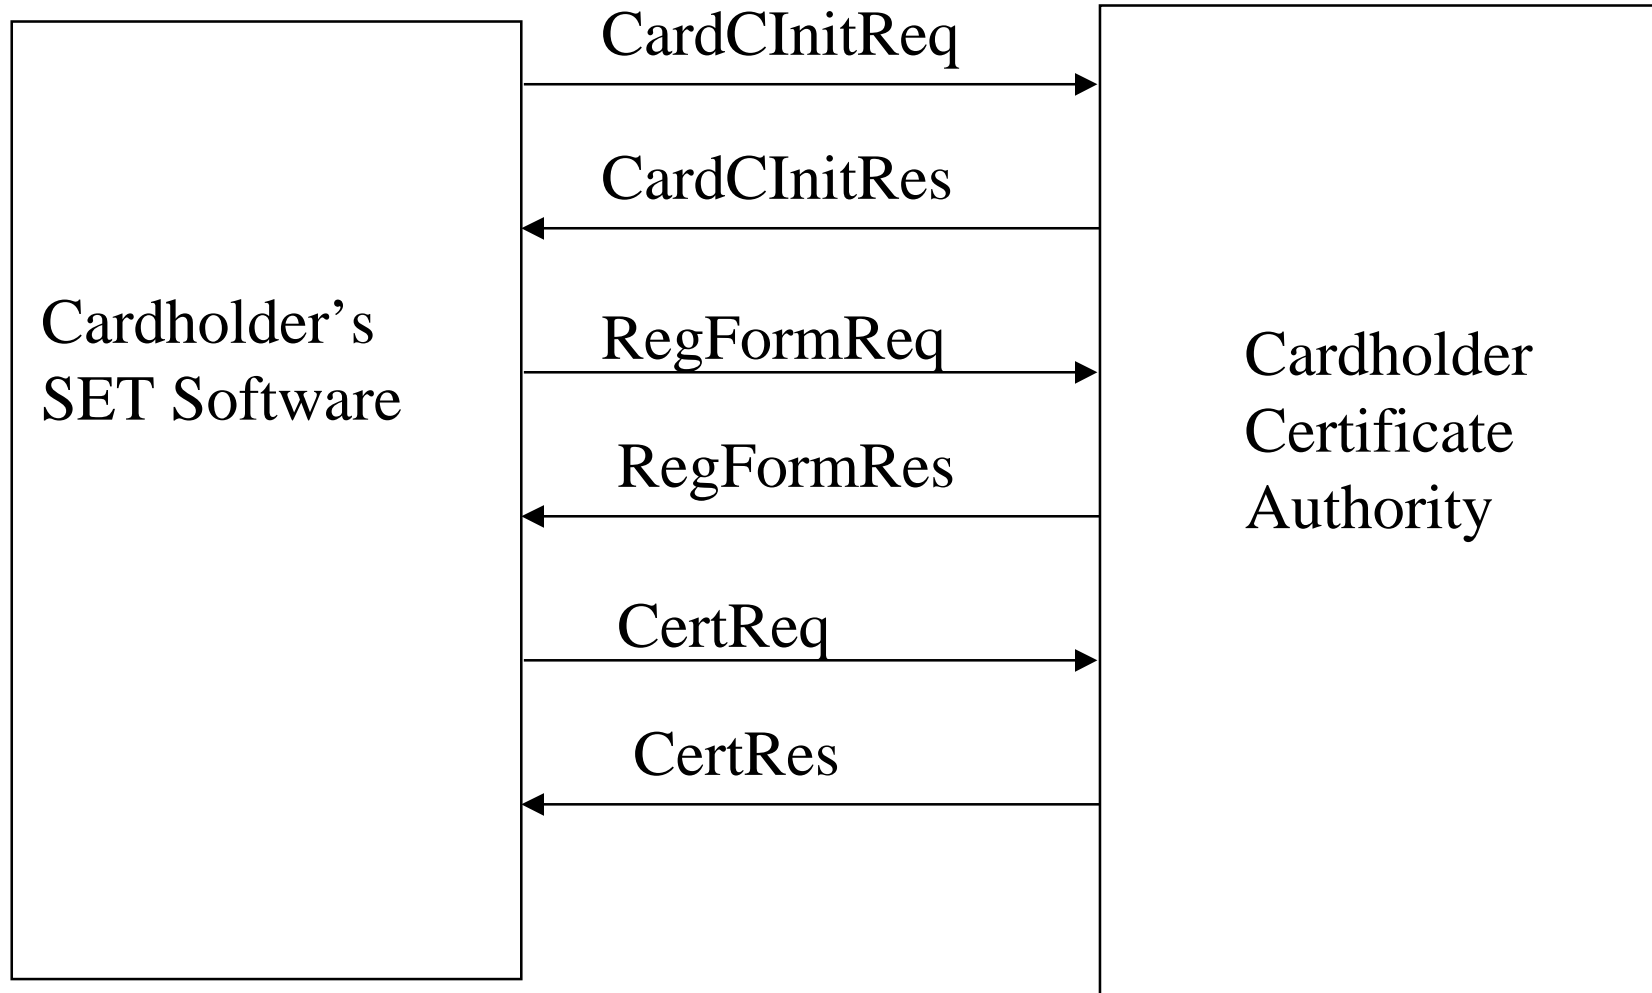 CardCInitReq
CardCInitRes
Cardholder’s
SET Software
RegFormReq
RegFormRes
CertReq
CertRes
Cardholder
Certificate
Authority